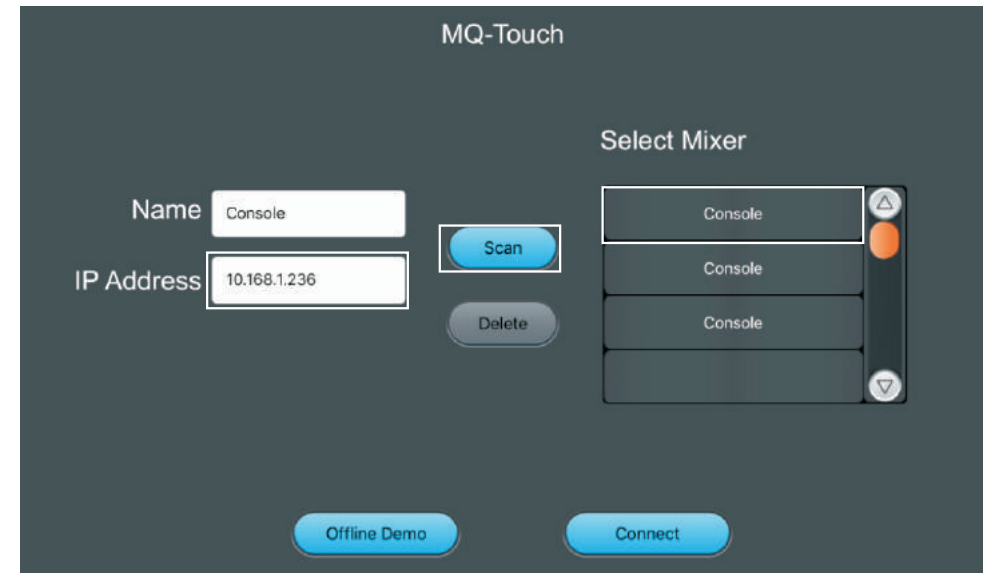 MQ-Touch
Select Mixer
Name
Console
IP Address
10.168.1.236
Scan
Delete
Console
Console
Console
Offline Demo
Connect